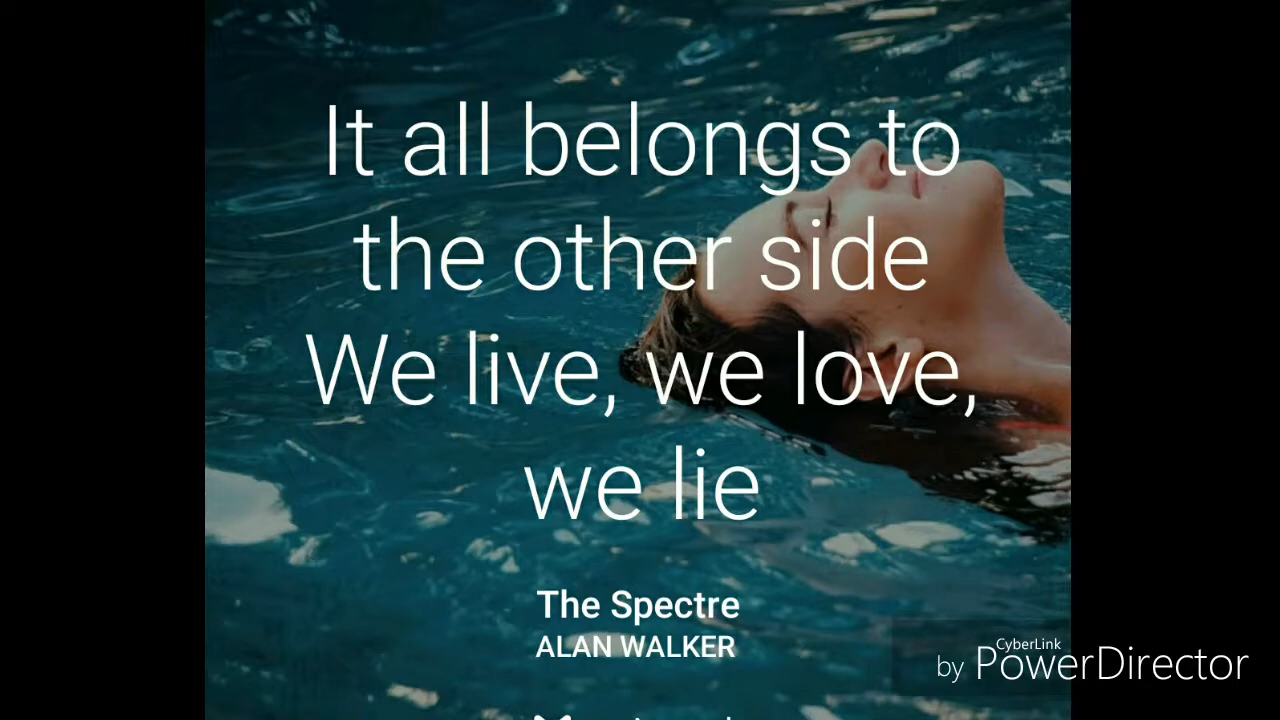 It all belongs to
the other side
We live, we love,
we lie
The Spectre
ALAN WALKER
CyberLink
by PowerDirector